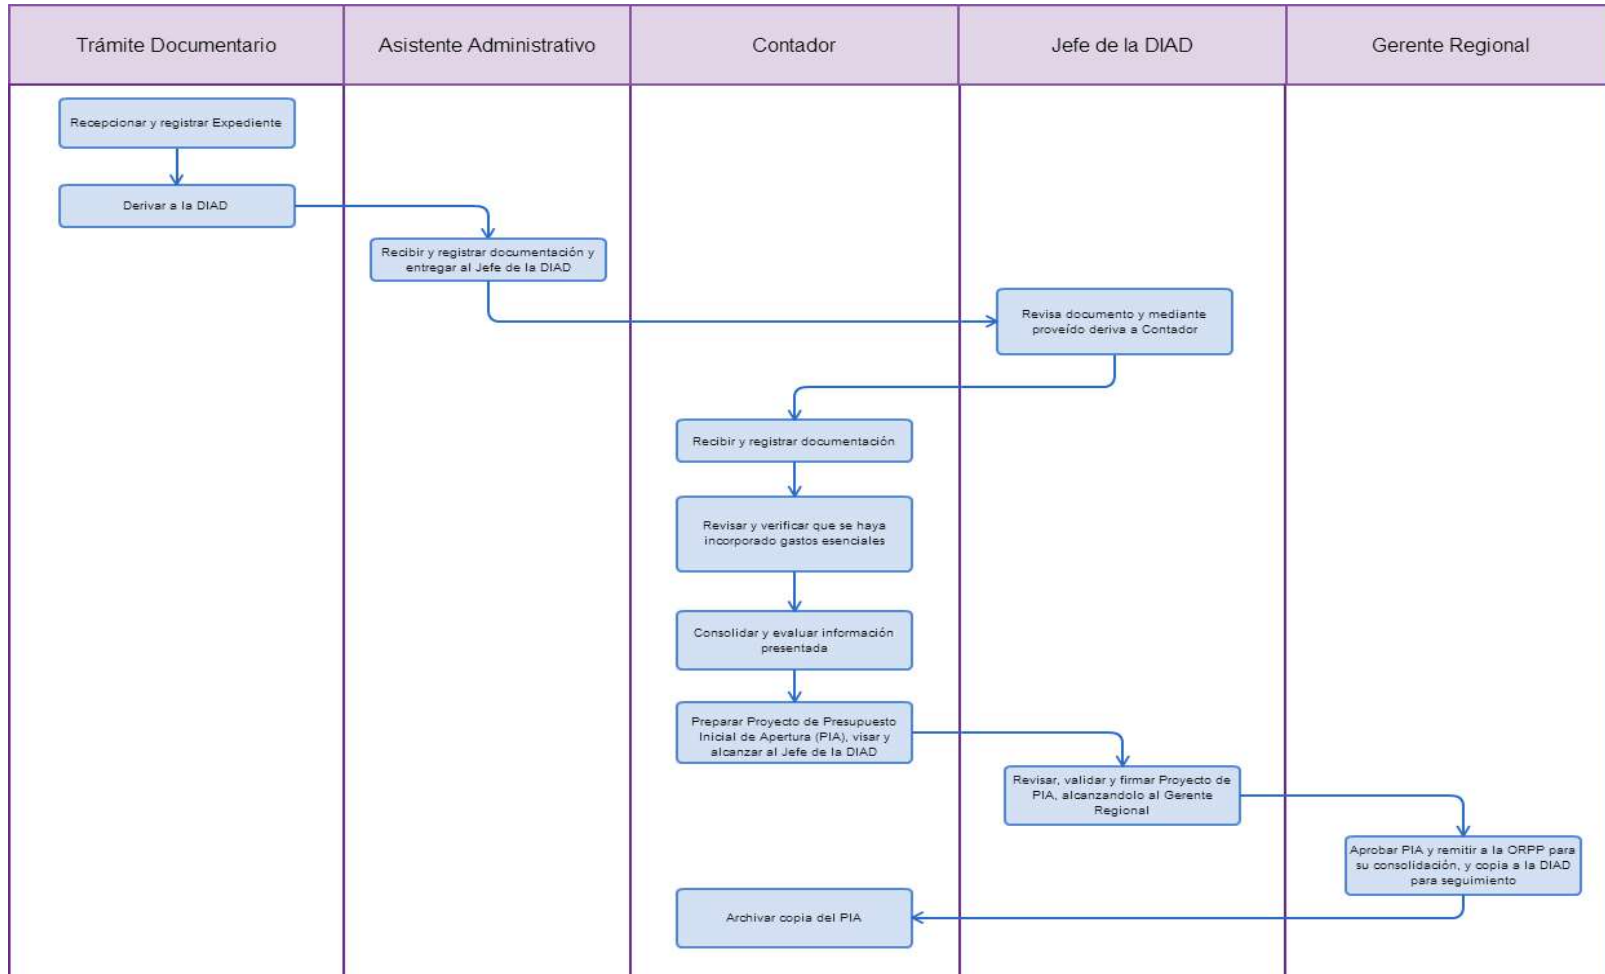 Trámite Documentario
Asistente Administrativo
Contador
Jefe de la DIAD
Gerente Regional
Recepcionar y registrar Expediente
Derivar a la DIAD
Recibir y registrar documentación y
entregar al Jefe de la DIAD
Revisa documento y mediante
proveído deriva a Contador
Recibir y registrar documentación
Revisar y verificar que se haya
incorporado gastos esenciales
Consolidar y evaluar información
presentada
Preparar Proyecto de Presupuesto
Inicial de Apertura (PIA), visar y
alcanzar al Jefe de la DIAD
Revisar, validar y firmar Proyecto de
PIA, alcanzandolo al Gerente
Regional
Aprobar PIA y remitir a la ORPP para
su consolidación, y copia a la DIAD
para seguimiento
Archivar copia del PIA